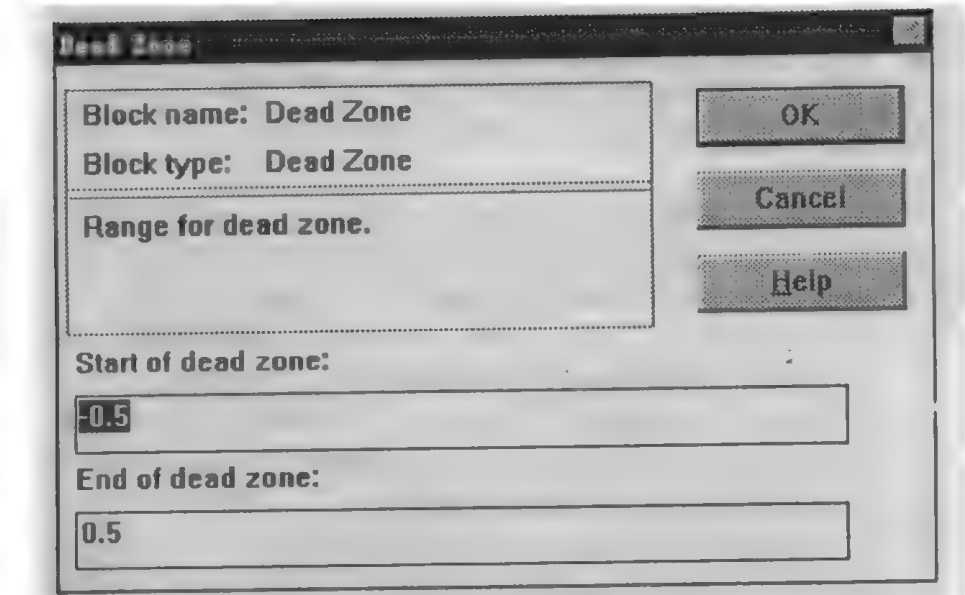 Dead Zone
Block name: Dead Zone
Block type: Dead Zone
Range for dead zone.
OK
Cancel
Help
Start of dead zone:
-0.5
End of dead zone:
0.5